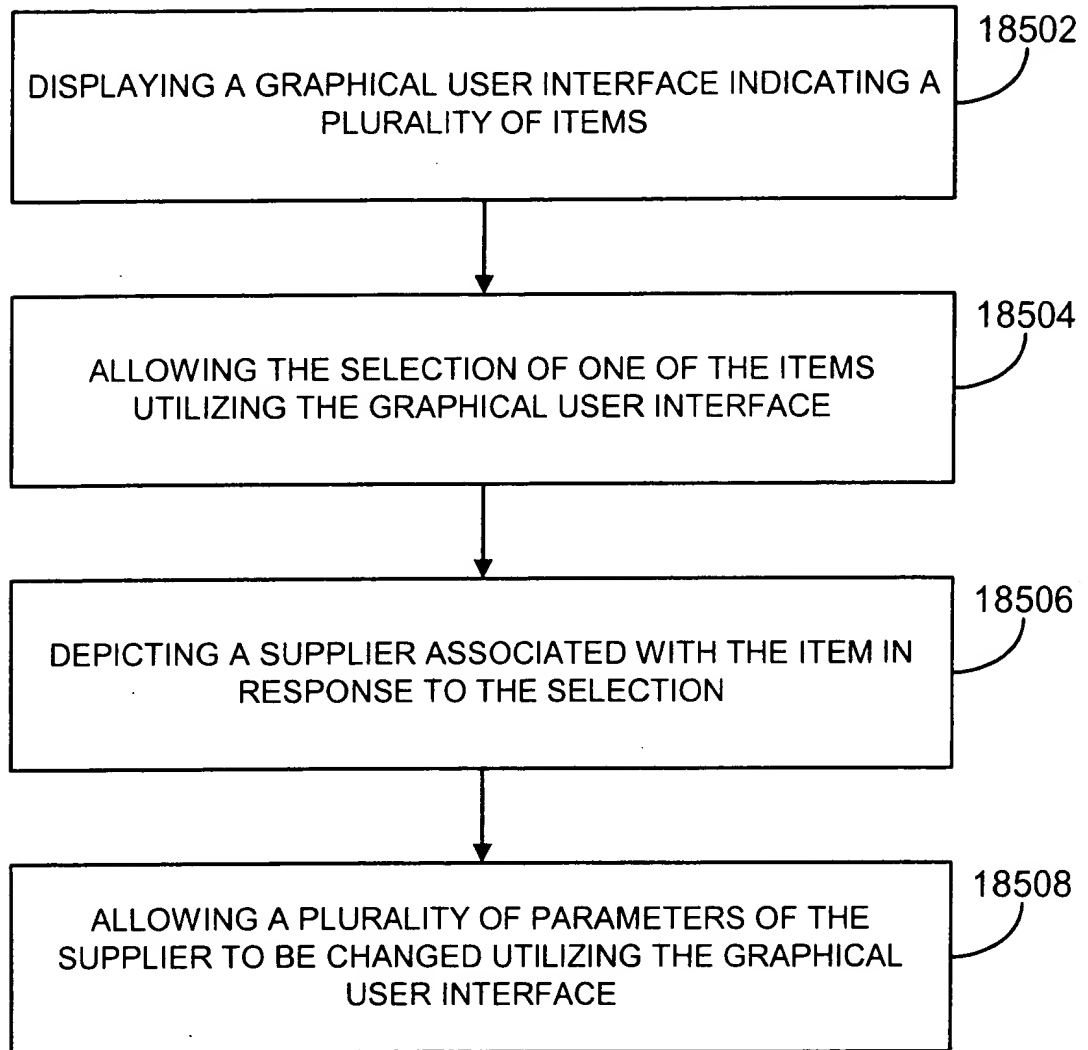 18502
DISPLAYING A GRAPHICAL USER INTERFACE INDICATING A
PLURALITY OF ITEMS
18504
ALLOWING THE SELECTION OF ONE OF THE ITEMS
UTILIZING THE GRAPHICAL USER INTERFACE
18506
DEPICTING A SUPPLIER ASSOCIATED WITH THE ITEM IN
RESPONSE TO THE SELECTION
18508
ALLOWING A PLURALITY OF PARAMETERS OF THE
SUPPLIER TO BE CHANGED UTILIZING THE GRAPHICAL
USER INTERFACE